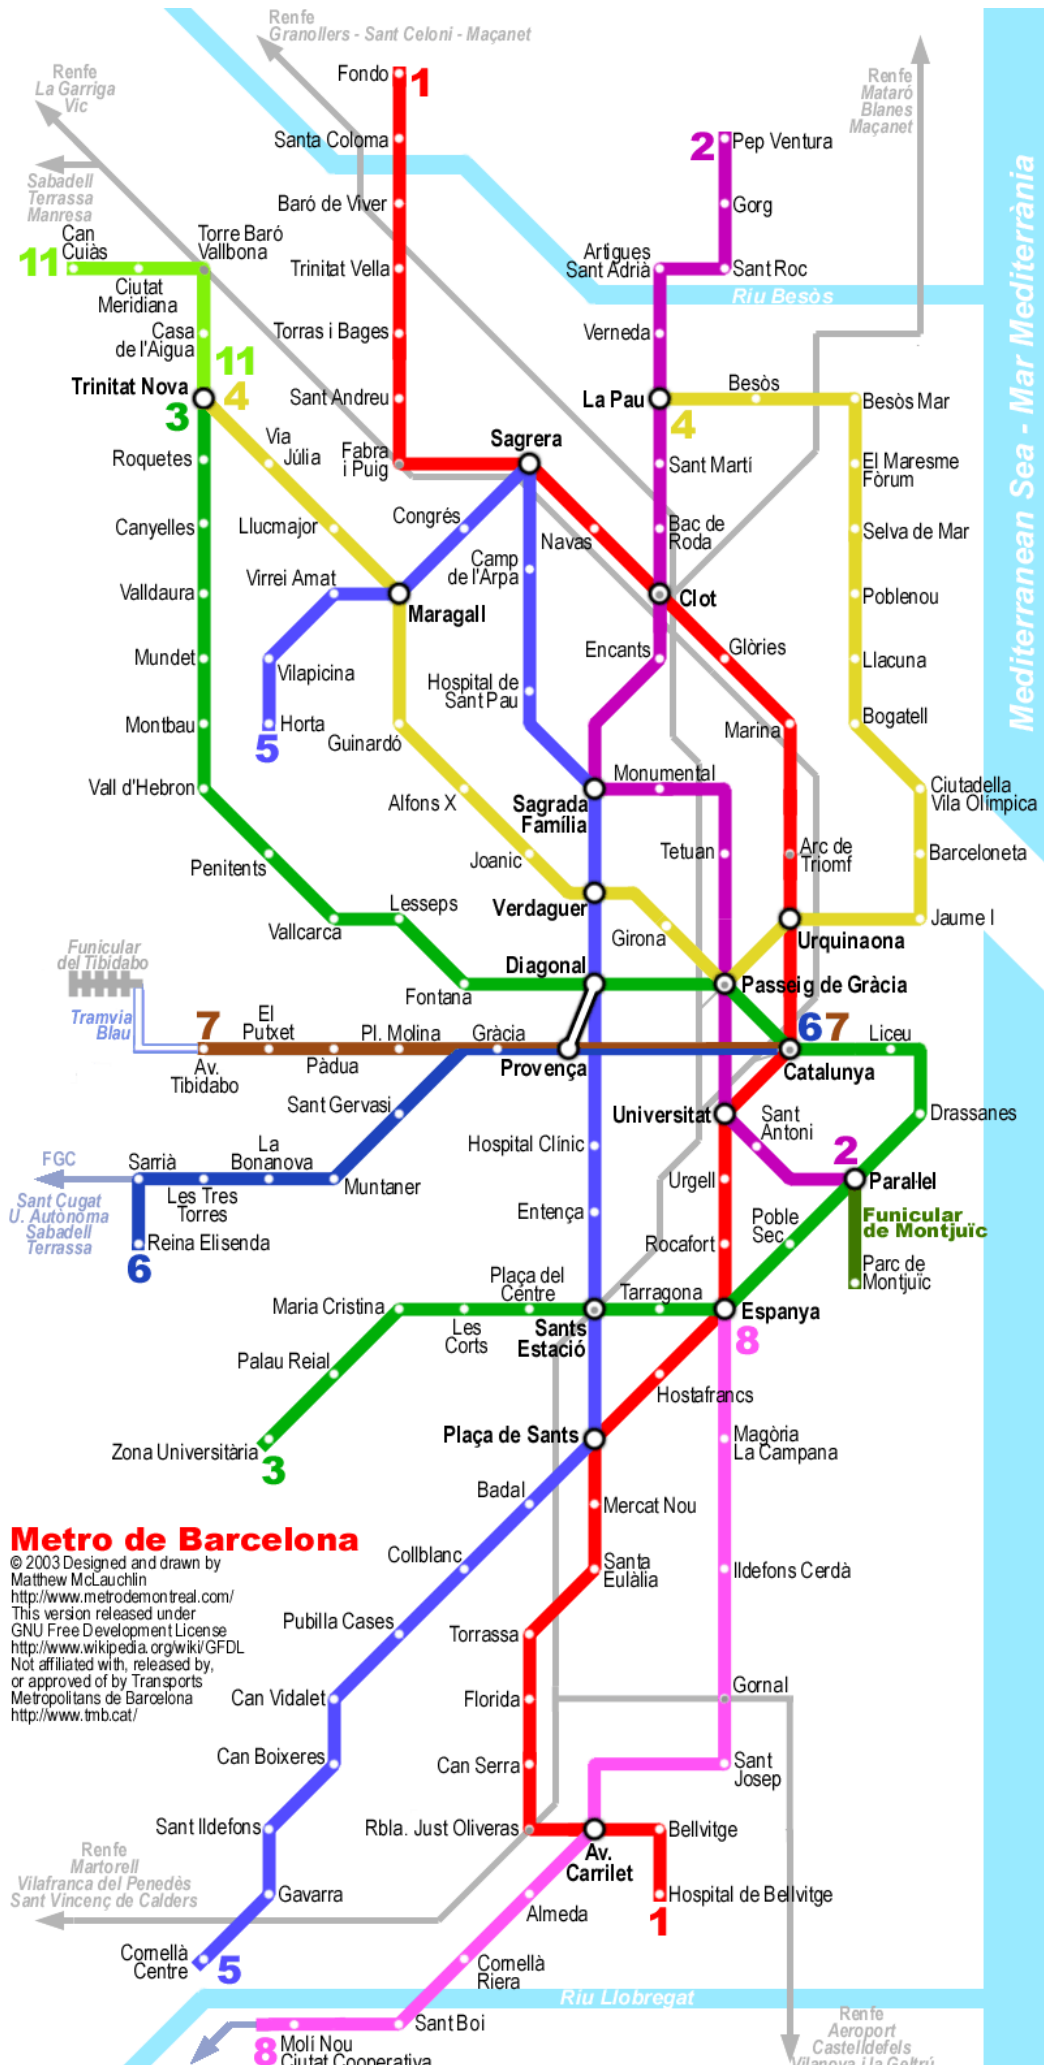 Renfe
Granollers - Sant Celoni - Maçanet
Renfe
La Garriga
Vic
Fondo
1
Renfe
Mataró
Blanes
Maçanet
Santa Coloma
2
Pep Ventura
Sabadell
Terrassa
Manresa
Baró de Viver
Gorg
Mediterranean Sea - Mar Mediterrània
Can
Cuiàs
11
Torre Baró
Vallbona
Trinitat Vella
Artigues
Sant Adrià
Sant Roc
Ciutat
Meridiana
Riu Besòs
Casa
de l'Aigua
Torras i Bages
Verneda
11
Trinitat Nova
4
3
Sant Andreu
La Pau
4
Besòs
Besòs Mar
Via
Júlia
Roquetes
Fabra
i Puig
Sagrera
Sant Martí
El Maresme
Fòrum
Canyelles
Llucmajor
Congrés
Navas
Bac de
Roda
Selva de Mar
Camp
de l'Arpa
Valldaura
Virrei Amat
Maragall
Clot
Poblenou
Mundet
Vilapicina
Encants
Glòries
Llacuna
Hospital de
Sant Pau
Montbau
Horta
5
Guinardó
Marina
Bogatell
Vall d'Hebron
Alfons X
Sagrada
Família
Monumental
Ciutadella
Vila Olímpica
Penitents
Joanic
Tetuan
Arc de
Triomf
Barceloneta
Vallcarca
Lesseps
Verdaguer
Girona
Urquinaona
Jaume I
Funicular
del Tibidabo
Fontana
Diagonal
Passeig de Gràcia
Tramvia
Blau
7
Av.
Tibidabo
El
Putxet
Pàdua
Pl. Molina
Gràcia
Provença
67
Catalunya
Liceu
Sant Gervasi
Universitat
Sant
Antoni
Drassanes
FGC
Sant Cugat
U. Autònoma
Sabadell
Terrassa
Sarrià
Les Tres
Torres
La
Bonanova
Muntaner
Hospital Clínic
Urgell
2
Paral·lel
Reina Elisenda
6
Entença
Rocafort
Poble
Sec
Funicular
de Montjuïc
Parc de
Montjuïc
Maria Cristina
Les
Corts
Plaça del
Centre
Sants
Estació
Tarragona
Espanya
8
Palau Reial
Hostafrancs
Zona Universitària
3
Plaça de Sants
Magòria
La Campana
Badal
Mercat Nou
Metro de Barcelona
© 2003 Designed and drawn by
Matthew McLauchlin
http://www.metrodemontreal.com/
This version released under
GNU Free Development License
http://www.wikipedia.org/wiki/GFDL
Not affiliated with, released by,
or approved of by Transports
Metropolitans de Barcelona
http://www.tmb.cat/
Collblanc
Santa
Eulàlia
Ildefons Cerdà
Pubilla Cases
Torrassa
Can Vidalet
Florida
Gornal
Can Boixeres
Can Serra
Sant
Josep
Sant Ildefons
Rbla. Just Oliveras
Av.
Carrilet
Bellvitge
Renfe
Martorell
Vilafranca del Penedès
Sant Vincenç de Calders
Gavarra
Almeda
Hospital de Bellvitge
1
Cornellà
Centre
5
Cornellà
Riera
Riu Llobregat
Sant Boi
8
Molí Nou
Ciutat Cooperativa
Renfe
Aeroport
Castelldefels
Vilanova i la Geltrú